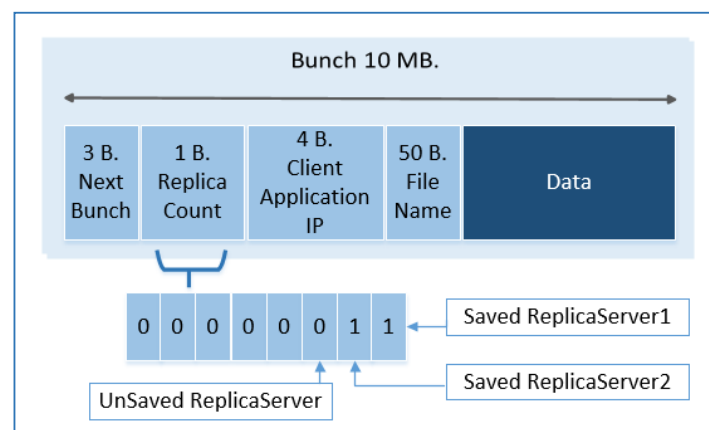 Bunch 10 MB.
3 B.
Next
Bunch
1 B.
Replica
Count
4 B.
Client
Application
IP
50 B.
File
Name
Data
0 0 0 0 0 0 1 1
Saved ReplicaServer1
Saved ReplicaServer2
UnSaved ReplicaServer